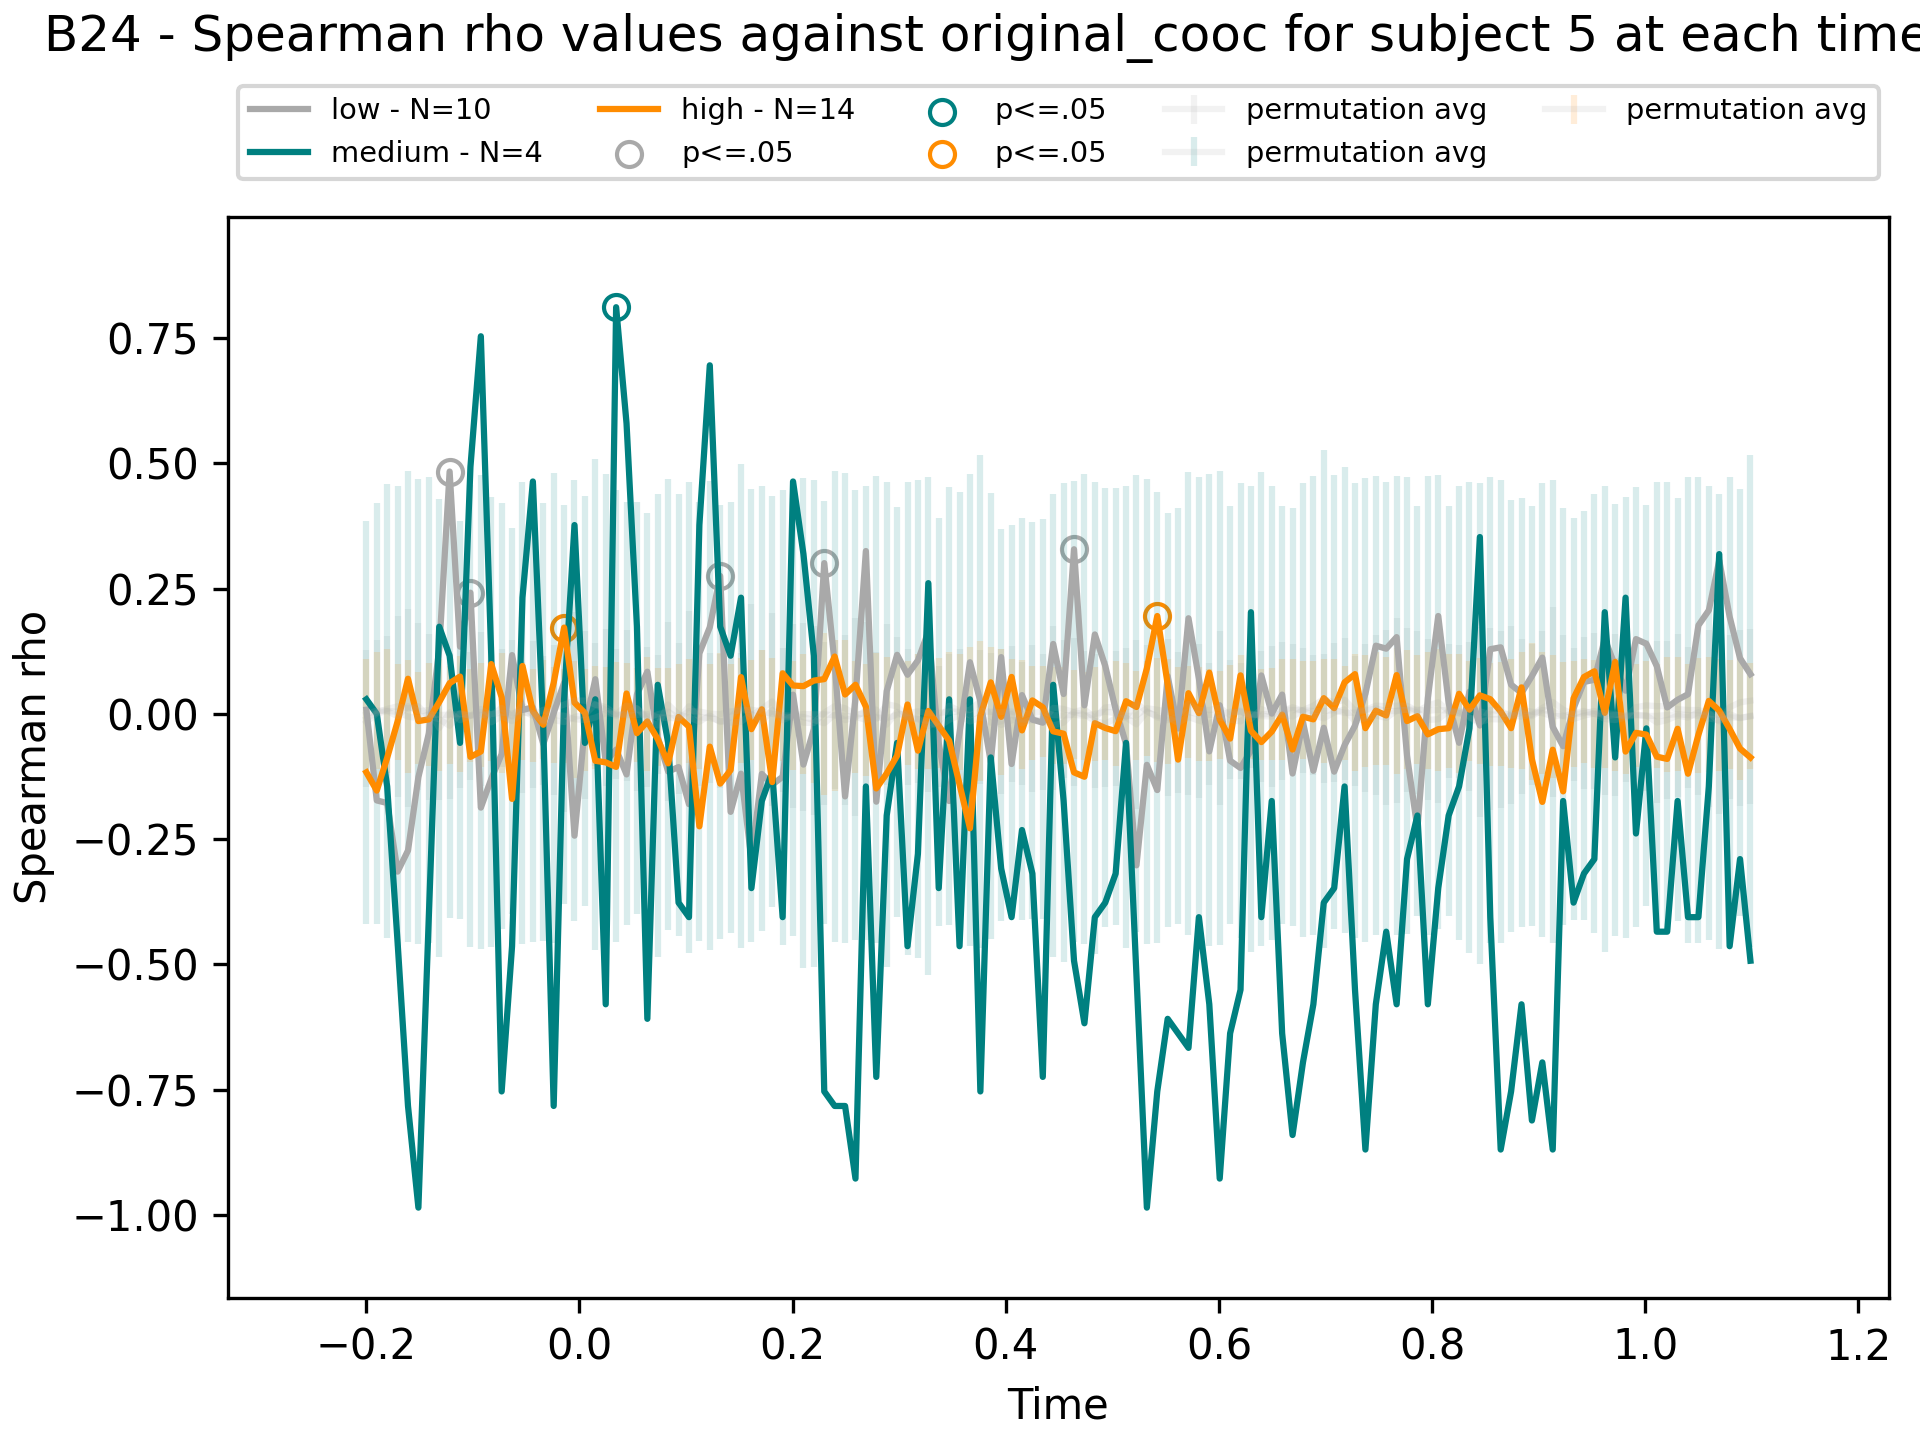 B24 - Spearman rho values against original_cooc for subject 5 at each time
low - N=10
medium - N=4
high - N=14
p<=.05
p<=.05
p<=.05
permutation avg
permutation avg
permutation avg
Spearman rho
0.75
0.50
0.25
0.00
−0.25
−0.50
−0.75
−1.00
−0.2 0.0 0.2 0.4 0.6 0.8 1.0 1.2
Time